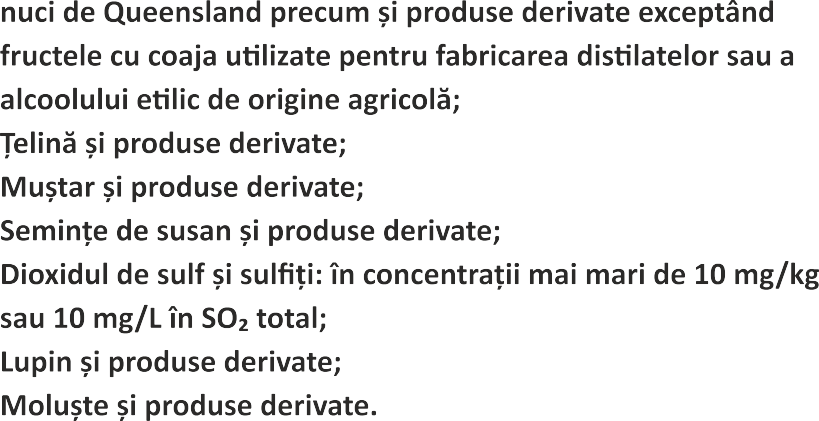 nuci de Queensland precum și produse derivate exceptând
fructele cu coaja utilizate pentru fabricarea distilatelor sau a
alcoolului etilic de origine agricolă;
Țelină și produse derivate;
Muștar și produse derivate;
Semințe de susan și produse derivate;
Dioxidul de sulf și sulfiți: în concentrații mai mari de 10 mg/kg
sau 10 mg/L în SO₂ total;
Lupin și produse derivate;
Moluște și produse derivate.